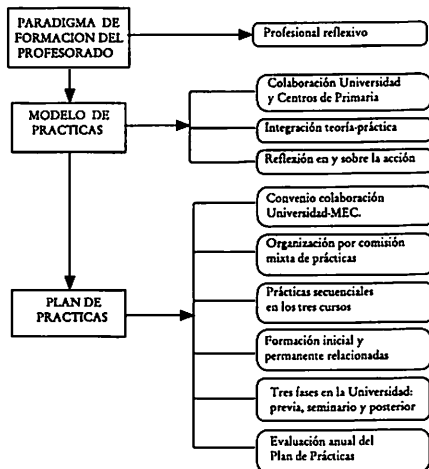 PARADIGMA DE
FORMACION DEL
PROFESORADO
Profesional reflexivo
MODELO DE
PRACTICAS
Colaboración Universidad
y Centros de Primaria
Integración teoría-práctica
Reflexión en y sobre la acción
PLAN DE
PRACTICAS
Convenio colaboración
Universidad-MEC.
Organización por comisión
mixta de prácticas
Prácticas secuenciales
en los tres cursos
Formación inicial y
permanente relacionadas
Tres fases en la Universidad:
previa, seminario y posterior
Evaluación anual del
Plan de Prácticas